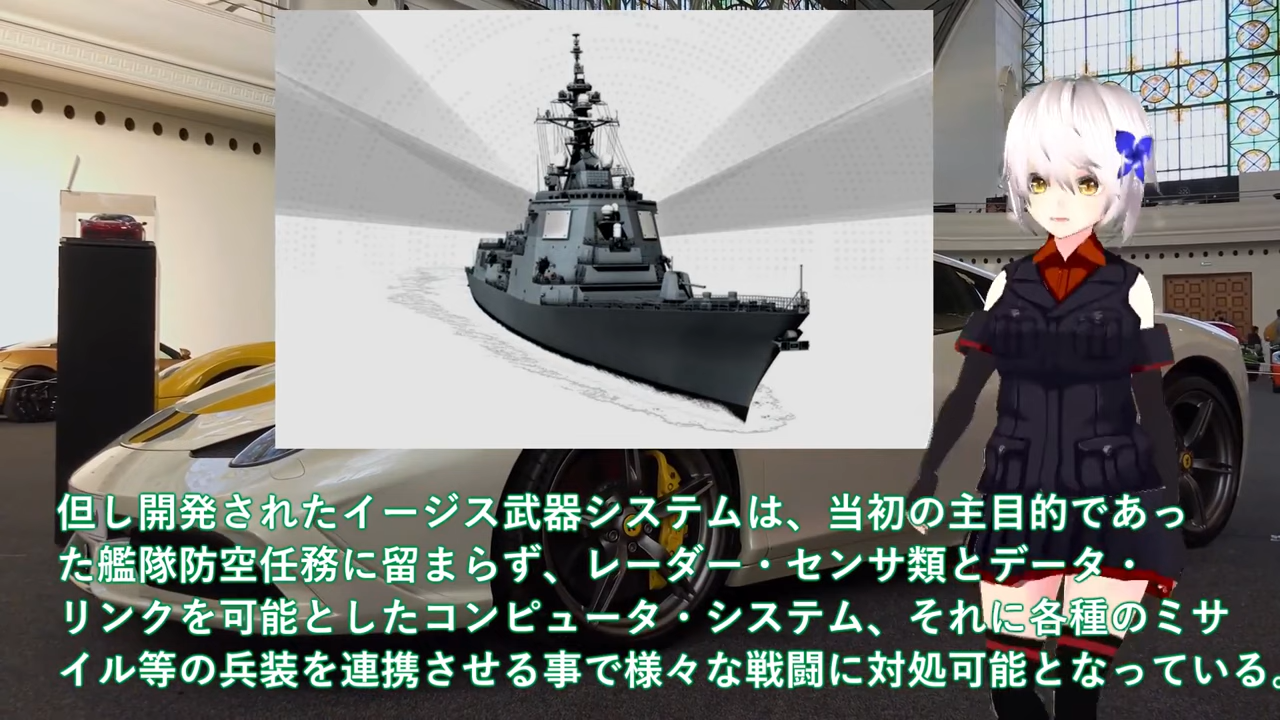 但し開発されたイージス武器システムは、当初の主目的であっ
た艦隊防空任務に留まらず、レーダー・センサ類とデータ・
リンクを可能としたコンピュータ・システム、それに各種のミサ
イル等の兵装を連携させる事で様々な戦闘に対処可能となっている。